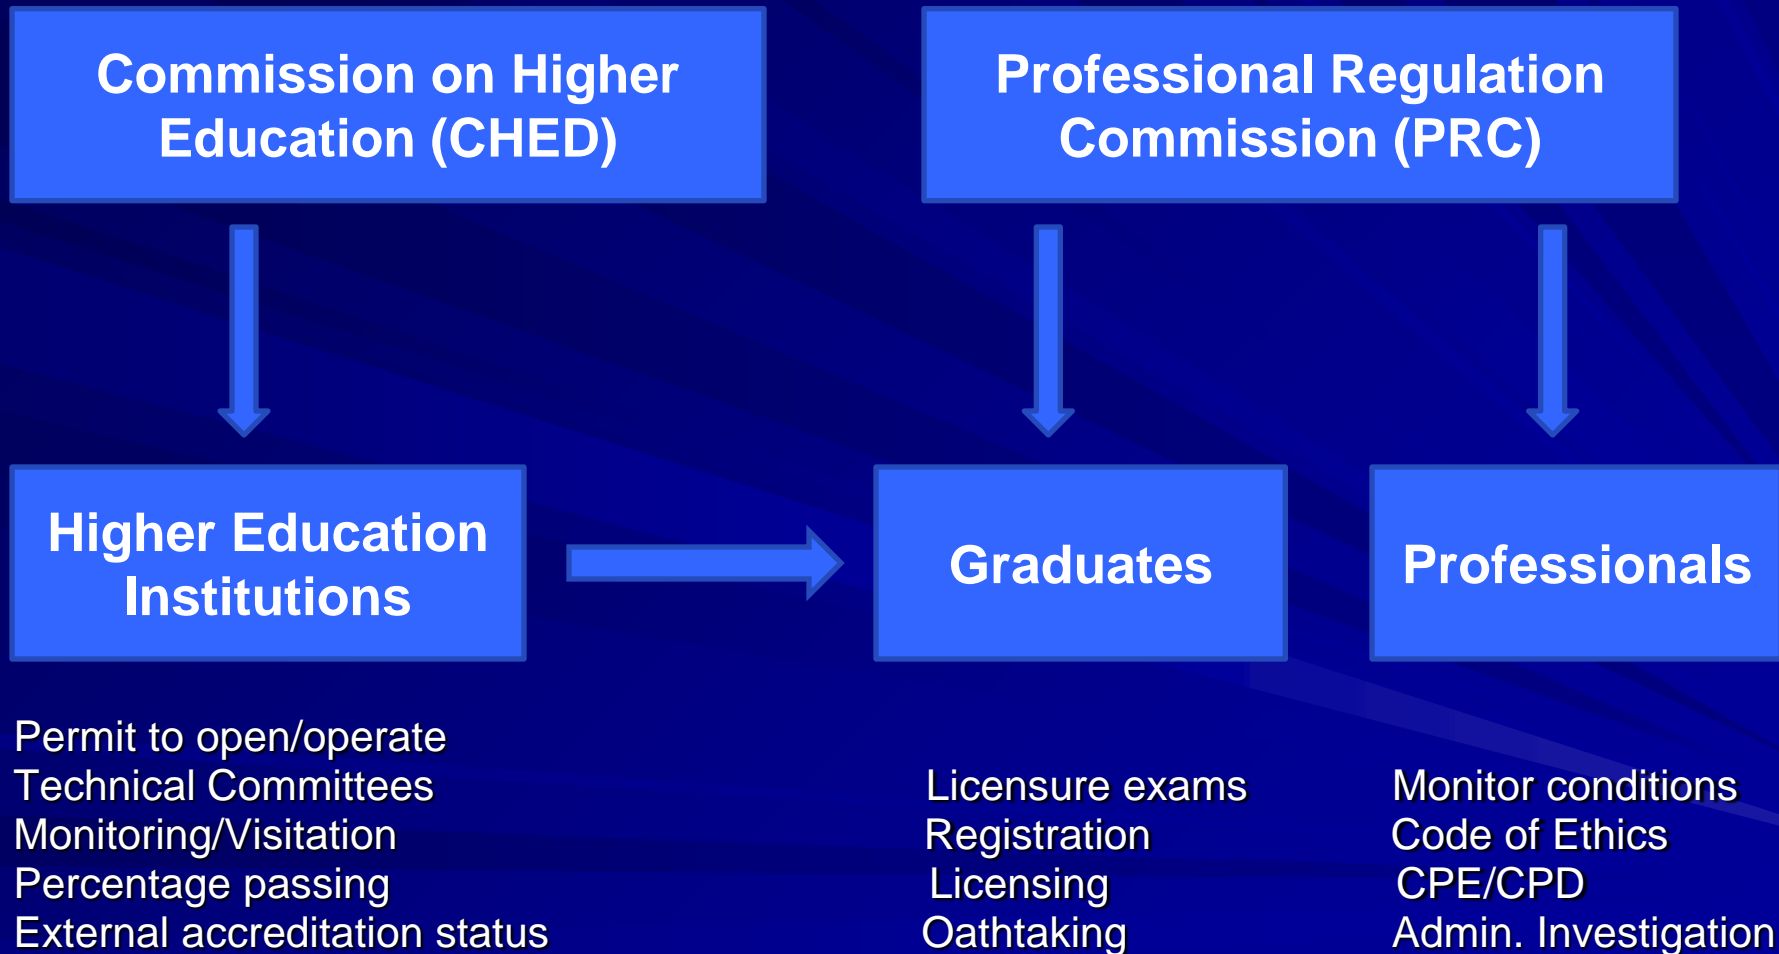 Commission on Higher
Education (CHED)
Professional Regulation
Commission (PRC)
Higher Education
Institutions
Graduates
Professionals
Permit to open/operate
Technical Committees
Monitoring/Visitation
Percentage passing
External accreditation status
Licensure exams
Registration
Licensing
Oathtaking
Monitor conditions
Code of Ethics
CPE/CPD
Admin. Investigation